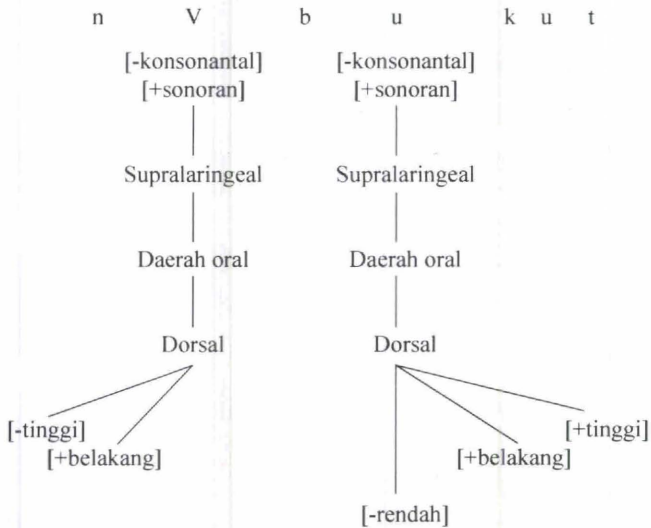 n V b u k u t
[-konsonantal] [-konsonantal]
[+sonoran] [+sonoran]
Supralaringeal Supralaringeal
Daerah oral Daerah oral
Dorsal Dorsal
[-tinggi] [+tinggi]
[+belakang] [+belakang]
[-rendah]